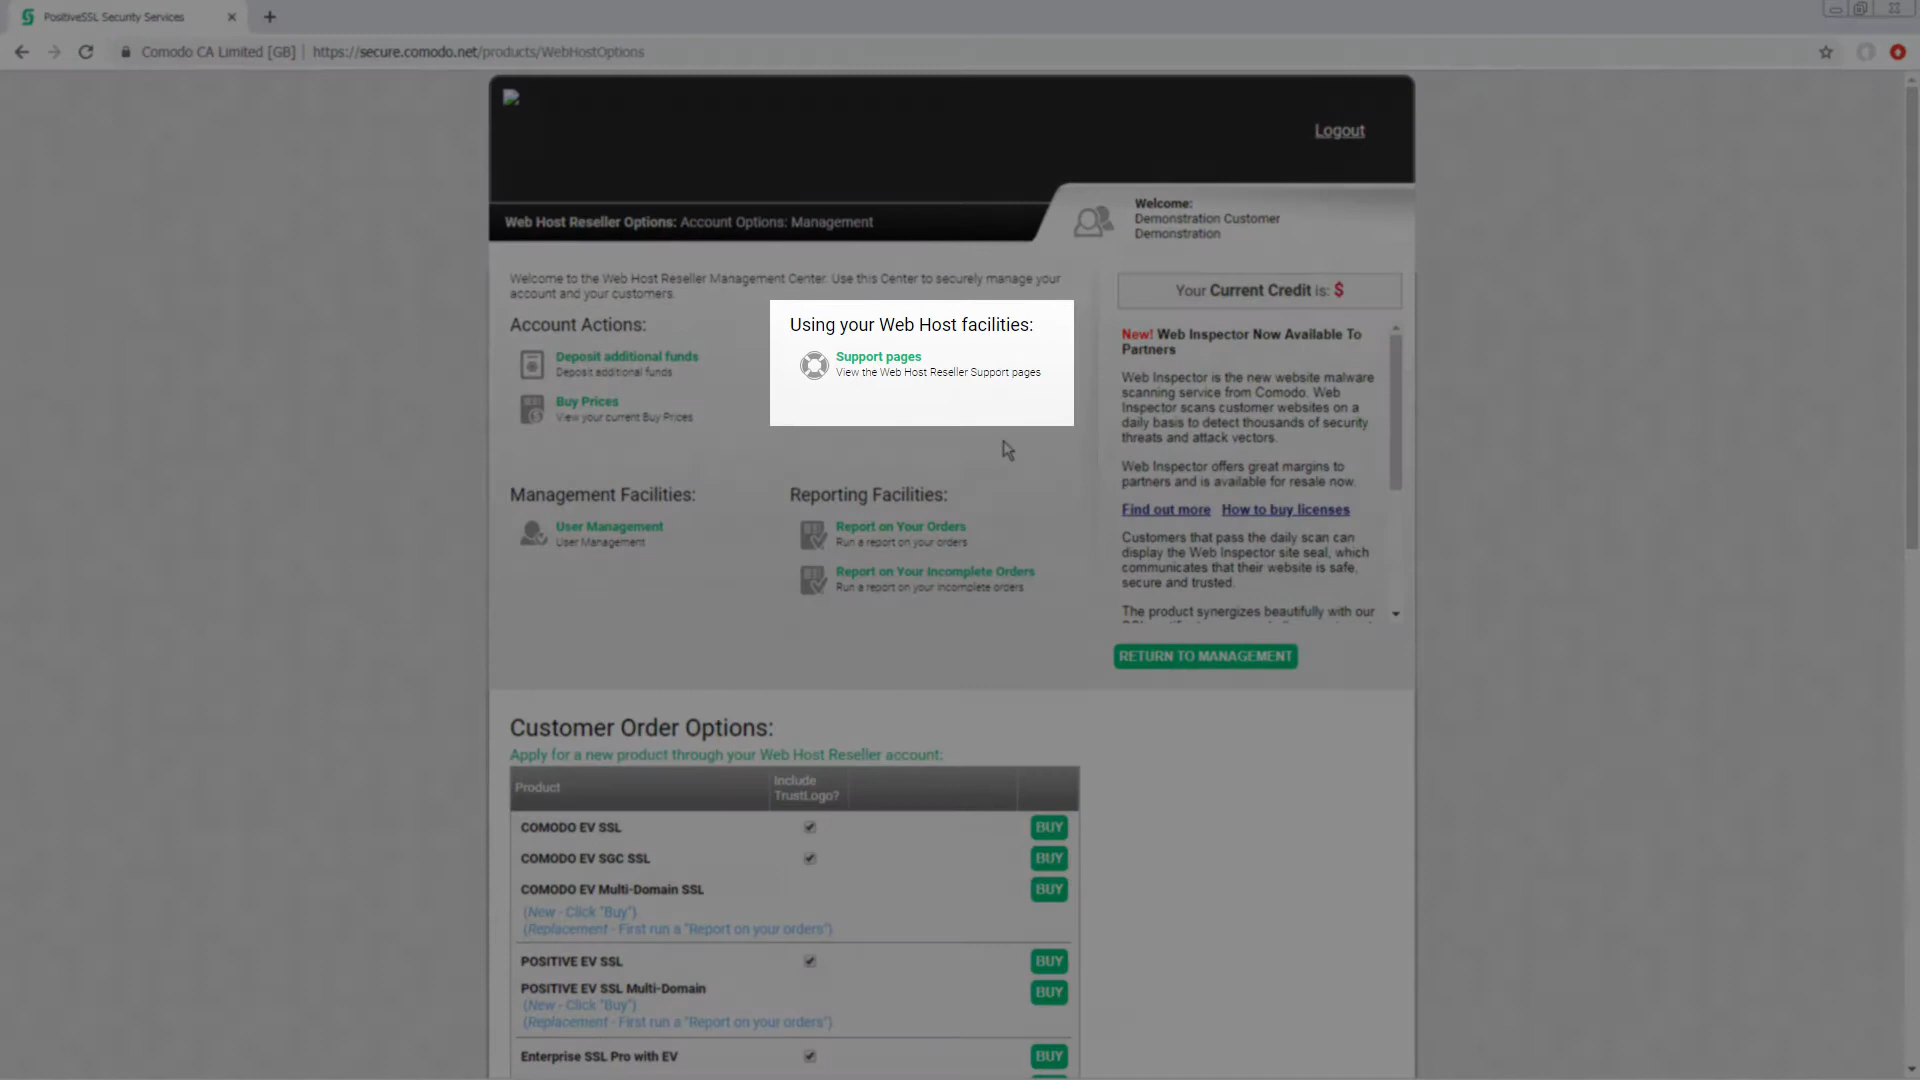 PositiveSSL Security Services
Comodo CA Limited [GB] | https://secure.comodo.net/products/WebHostOptions
Logout
Web Host Reseller Options: Account Options: Management
Welcome:
Demonstration Customer
Demonstration
Welcome to the Web Host Reseller Management Center. Use this Center to securely manage your
account and your customers.
Account Actions:
Deposit additional funds
Deposit additional funds
Buy Prices
View your current Buy Prices
Using your Web Host facilities:
Support pages
View the Web Host Reseller Support pages
Management Facilities:
User Management
User Management
Reporting Facilities:
Report on Your Orders
Run a report on your orders
Report on Your Incomplete Orders
Run a report on your incomplete orders
Your Current Credit is: $
New! Web Inspector Now Available To
Partners
Web Inspector is the new website malware
scanning service from Comodo. Web
Inspector scans customer websites on a
daily basis to detect thousands of security
threats and attack vectors.
Web Inspector offers great margins to
partners and is available for resale now.
Find out more How to buy licenses
Customers that pass the daily scan can
display the Web Inspector site seal, which
communicates that their website is safe,
secure and trusted.
The product synergizes beautifully with our
RETURN TO MANAGEMENT
Customer Order Options:
Apply for a new product through your Web Host Reseller account:
Product
Include
TrustLogo?
COMODO EV SSL BUY
COMODO EV SGC SSL BUY
COMODO EV Multi-Domain SSL BUY
(New - Click "Buy")
(Replacement - First run a "Report on your orders")
POSITIVE EV SSL BUY
POSITIVE EV SSL Multi-Domain BUY
(New - Click "Buy")
(Replacement - First run a "Report on your orders")
Enterprise SSL Pro with EV BUY